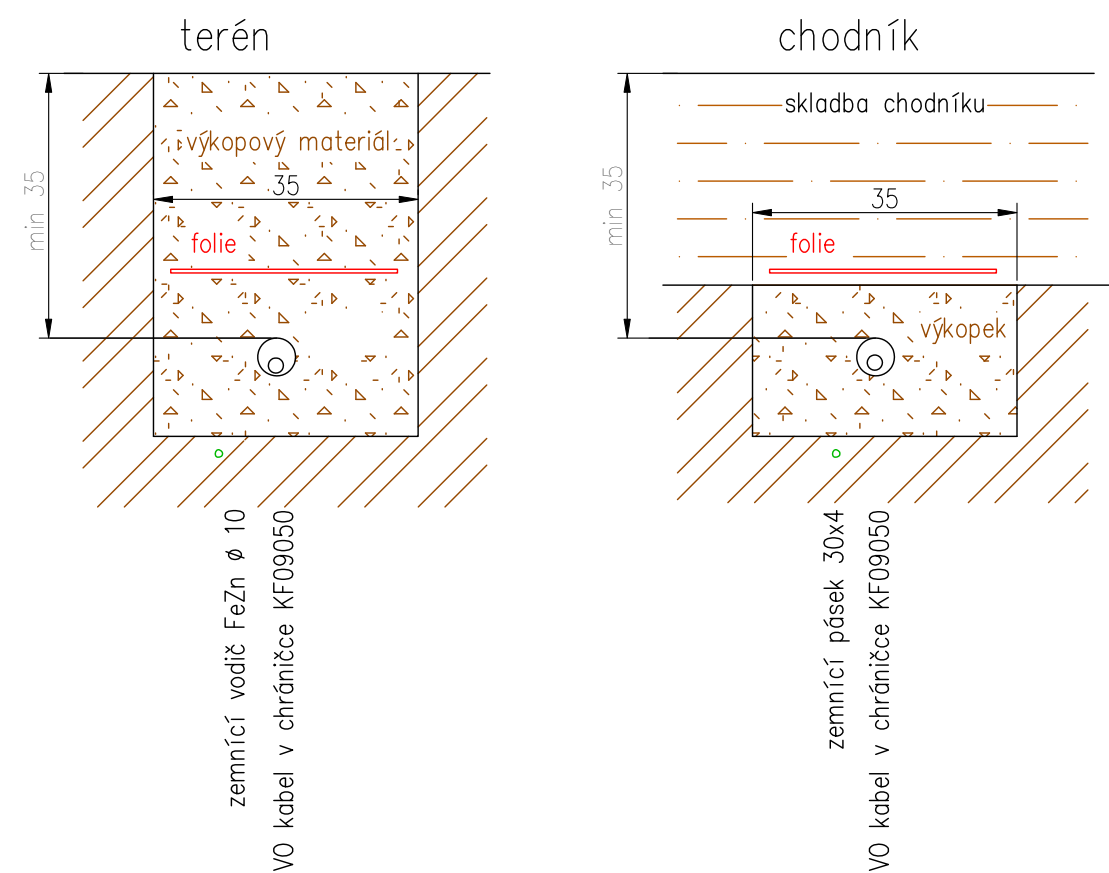 terén
výkopový materiál
35
min 35
folie
zemnící vodič FeZn ø 10
VO kabel v chráničce KF09050
chodník
skladba chodníku
min 35
35
folie
výkopek
zemnící pásek 30x4
VO kabel v chráničce KF09050